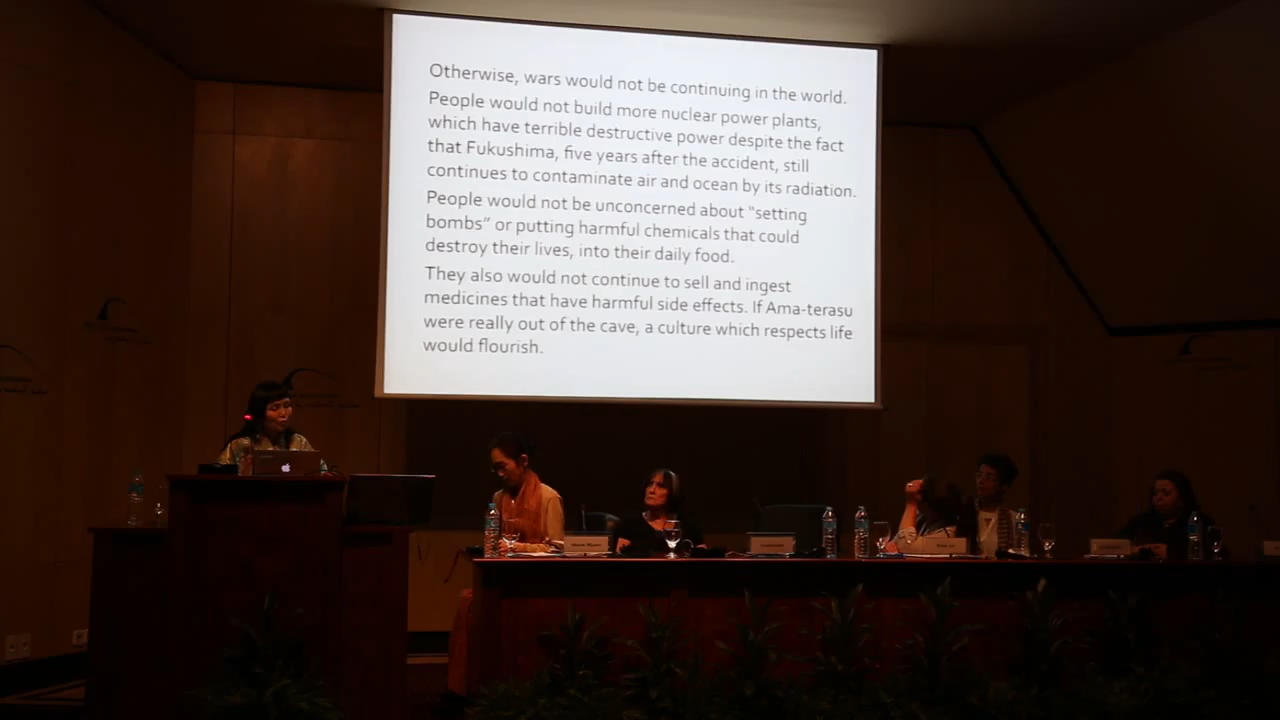 Otherwise, wars would not be continuing in the world.
People would not build more nuclear power plants,
which have terrible destructive power despite the fact
that Fukushima, five years after the accident, still
continues to contaminate air and ocean by its radiation.
People would not be unconcerned about “setting
bombs” or putting harmful chemicals that could
destroy their lives, into their daily food.
They also would not continue to sell and ingest
medicines that have harmful side effects. If Ama-terasu
were really out of the cave, a culture which respects life
would flourish.